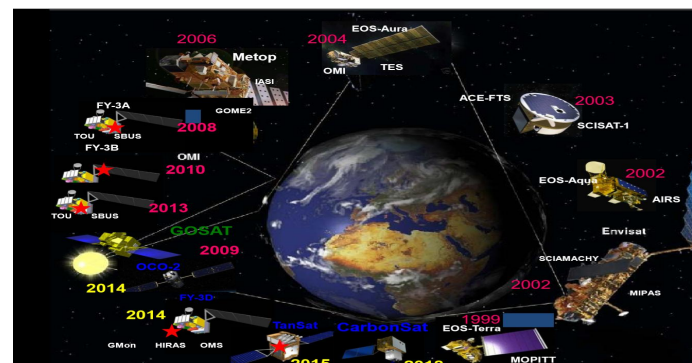 2006
Metop
IASI
GOME2
2004
EOS-Aura
OMI
TES
ACE-FTS
2003
SCISAT-1
FY-3A
TOU SBUS
2008
FY-3B
OMI
2010
EOS-Aqua
2002
AIRS
TOU SBUS
2013
GOSAT
2009
Envisat
SCIAMACHY
MIPAS
2002
OCO-2
2014
FY-3D
2014
GMon HIRAS OMS
TanSat
2015
CarbonSat
1999
EOS-Terra
MOPITT